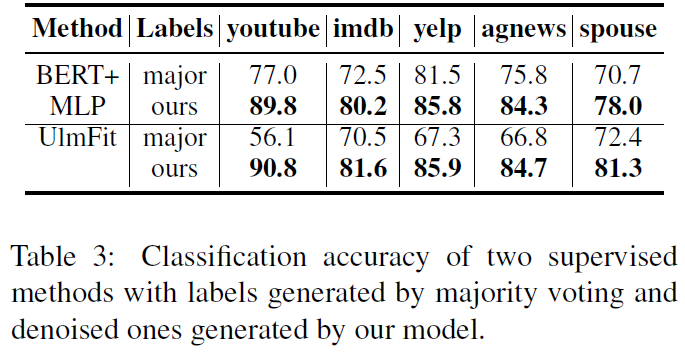 Method Labels youtube imdb yelp agnews spouse
BERT+ major 77.0 72.5 81.5 75.8 70.7
MLP ours 89.8 80.2 85.8 84.3 78.0
UlmFit major 56.1 70.5 67.3 66.8 72.4
ours 90.8 81.6 85.9 84.7 81.3
Table 3: Classification accuracy of two supervised
methods with labels generated by majority voting and
denoised ones generated by our model.